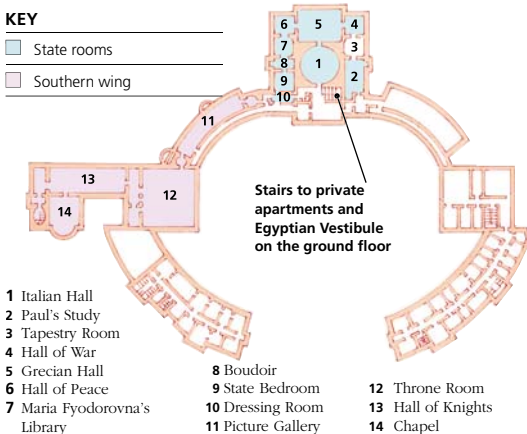 KEY
State rooms
Southern wing
6
5
4
7
3
8
1
2
9
10
11
13
12
14
Stairs to private
apartments and
Egyptian Vestibule
on the ground floor
1 Italian Hall
2 Paul's Study
3 Tapestry Room
4 Hall of War
5 Grecian Hall
6 Hall of Peace
7 Maria Fyodorovna's
Library
8 Boudoir
9 State Bedroom
10 Dressing Room
11 Picture Gallery
12 Throne Room
13 Hall of Knights
14 Chapel